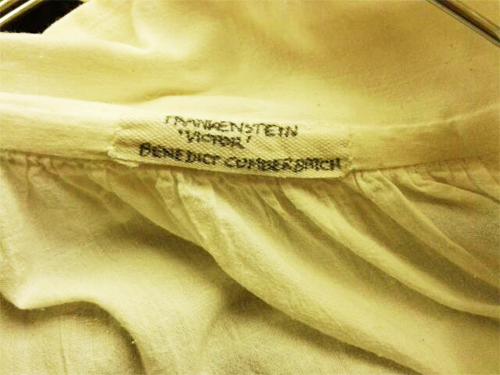 FRANKENSTEIN
'VICTOR'
BENEDICT CUMBERBATCH